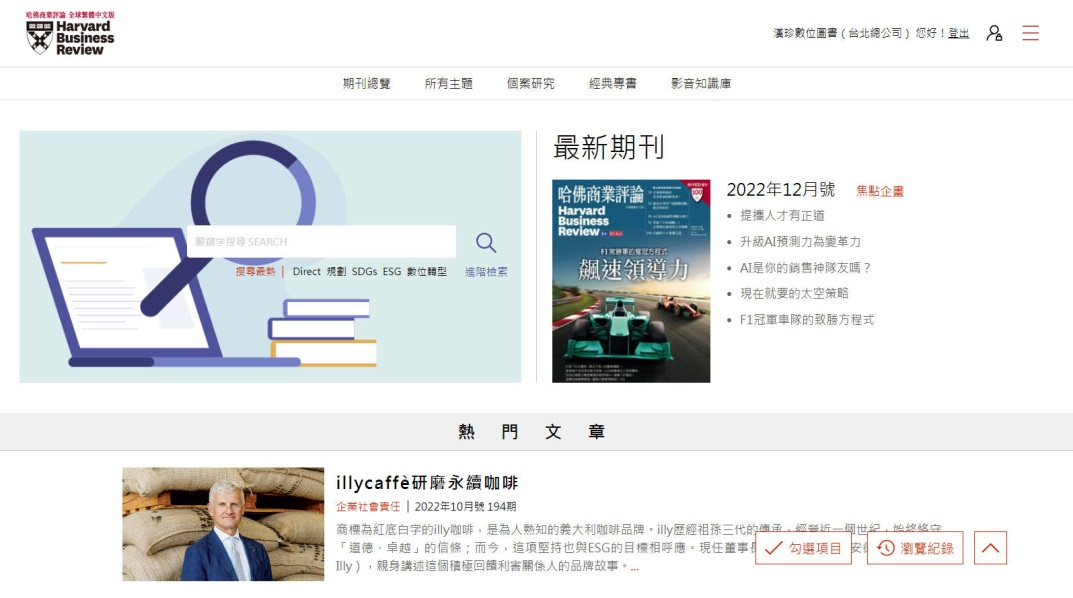 哈佛商業評論 全球繁體中文版
Harvard
Business
Review
漢珍數位圖書(台北總公司) 您好!登出
期刊總覽 所有主題 個案研究 經典專書 影音知識庫
關鍵字搜尋 SEARCH
搜尋最熱 | Direct 規劃 SDGs ESG 數位轉型 進階檢索
最新期刊
哈佛商業評論
Harvard
Business
Review
100
F1常勝軍的奪冠方程式
飆速領導力
2022年12月號 焦點企畫
• 提攜人才有正道
• 升級AI預測力為變革力
• AI是你的銷售神隊友嗎?
• 現在就要的太空策略
• F1冠軍車隊的致勝方程式
熱門文章
illycaffè研磨永續咖啡
企業社會責任 | 2022年10月號 194期
商標為紅底白字的illy咖啡,是為人熟知的義大利咖啡品牌。illy歷經祖孫三代的傳承,經營近一個世紀,始終恪守
「道德、卓越」的信條;而今,這項堅持也與ESG的目標相呼應。現任董事長
Illy),親身講述這個積極回饋利害關係人的品牌故事。...
勾選項目
瀏覽紀錄